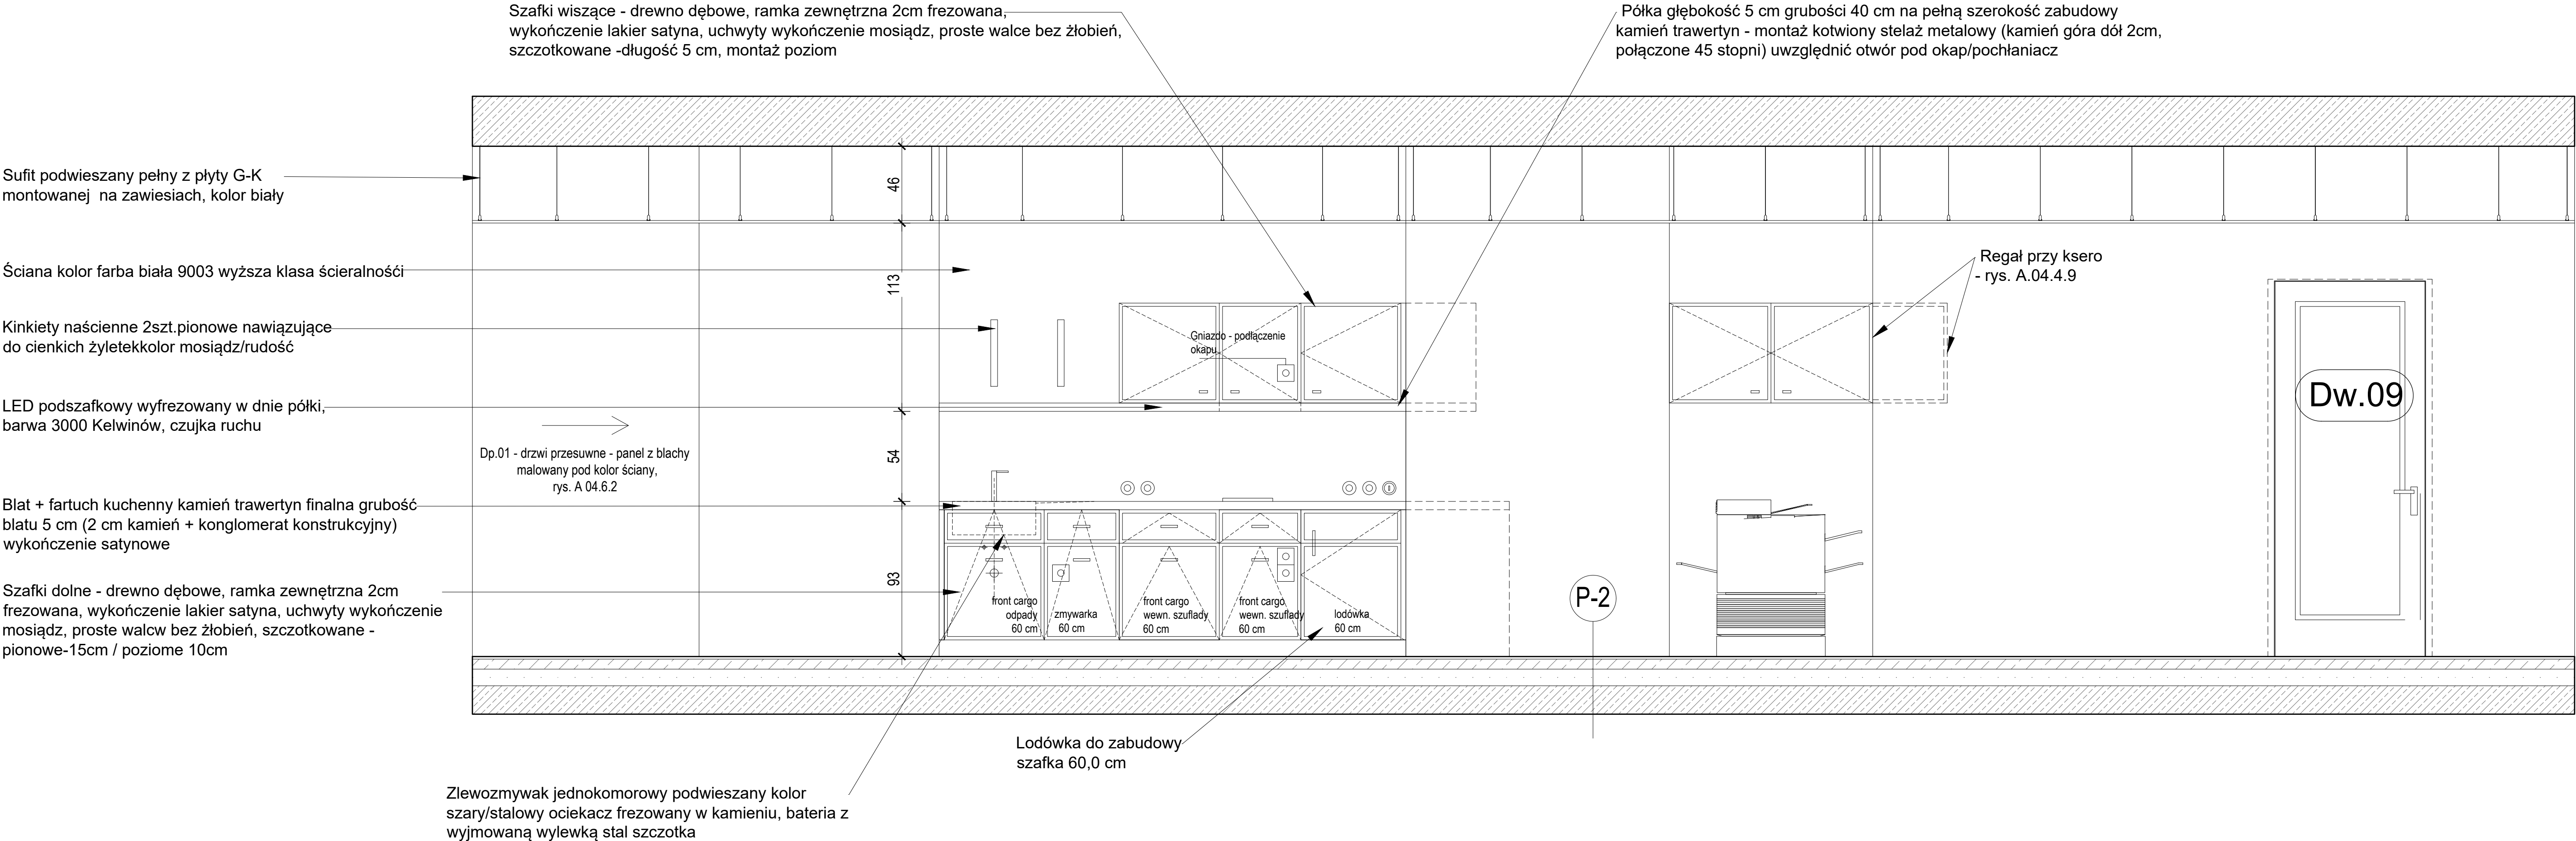 Szafki wiszące - drewno dębowe, ramka zewnętrzna 2cm frezowana,
wykończenie lakier satyna, uchwyty wykończenie mosiądz, proste walce bez żłobień,
szczotkowane -długość 5 cm, montaż poziom
Półka głębokość 5 cm grubości 40 cm na pełną szerokość zabudowy
kamień trawertyn - montaż kotwiony stelaż metalowy (kamień góra dół 2cm,
połączone 45 stopni) uwzględnić otwór pod okap/pochłaniacz
Sufit podwieszany pełny z płyty G-K
montowanej na zawiesiach, kolor biały
46
Ściana kolor farba biała 9003 wyższa klasa ścieralnośći
113
Regał przy ksero
- rys. A.04.4.9
Kinkiety naścienne 2szt.pionowe nawiązujące
do cienkich żyletekkolor mosiądz/rudość
Gniazdo - podłączenie
okapu
Dw.09
LED podszafkowy wyfrezowany w dnie półki,
barwa 3000 Kelwinów, czujka ruchu
54
Dp.01 - drzwi przesuwne - panel z blachy
malowany pod kolor ściany,
rys. A 04.6.2
Blat + fartuch kuchenny kamień trawertyn finalna grubość
blatu 5 cm (2 cm kamień + konglomerat konstrukcyjny)
wykończenie satynowe
93
Szafki dolne - drewno dębowe, ramka zewnętrzna 2cm
frezowana, wykończenie lakier satyna, uchwyty wykończenie
mosiądz, proste walcw bez żłobień, szczotkowane -
pionowe-15cm / poziome 10cm
front cargo
odpady
60 cm
zmywarka
60 cm
front cargo
wewn. szuflady
60 cm
front cargo
wewn. szuflady
60 cm
lodówka
60 cm
P-2
Lodówka do zabudowy
szafka 60,0 cm
Zlewozmywak jednokomorowy podwieszany kolor
szary/stalowy ociekacz frezowany w kamieniu, bateria z
wyjmowaną wylewką stal szczotka